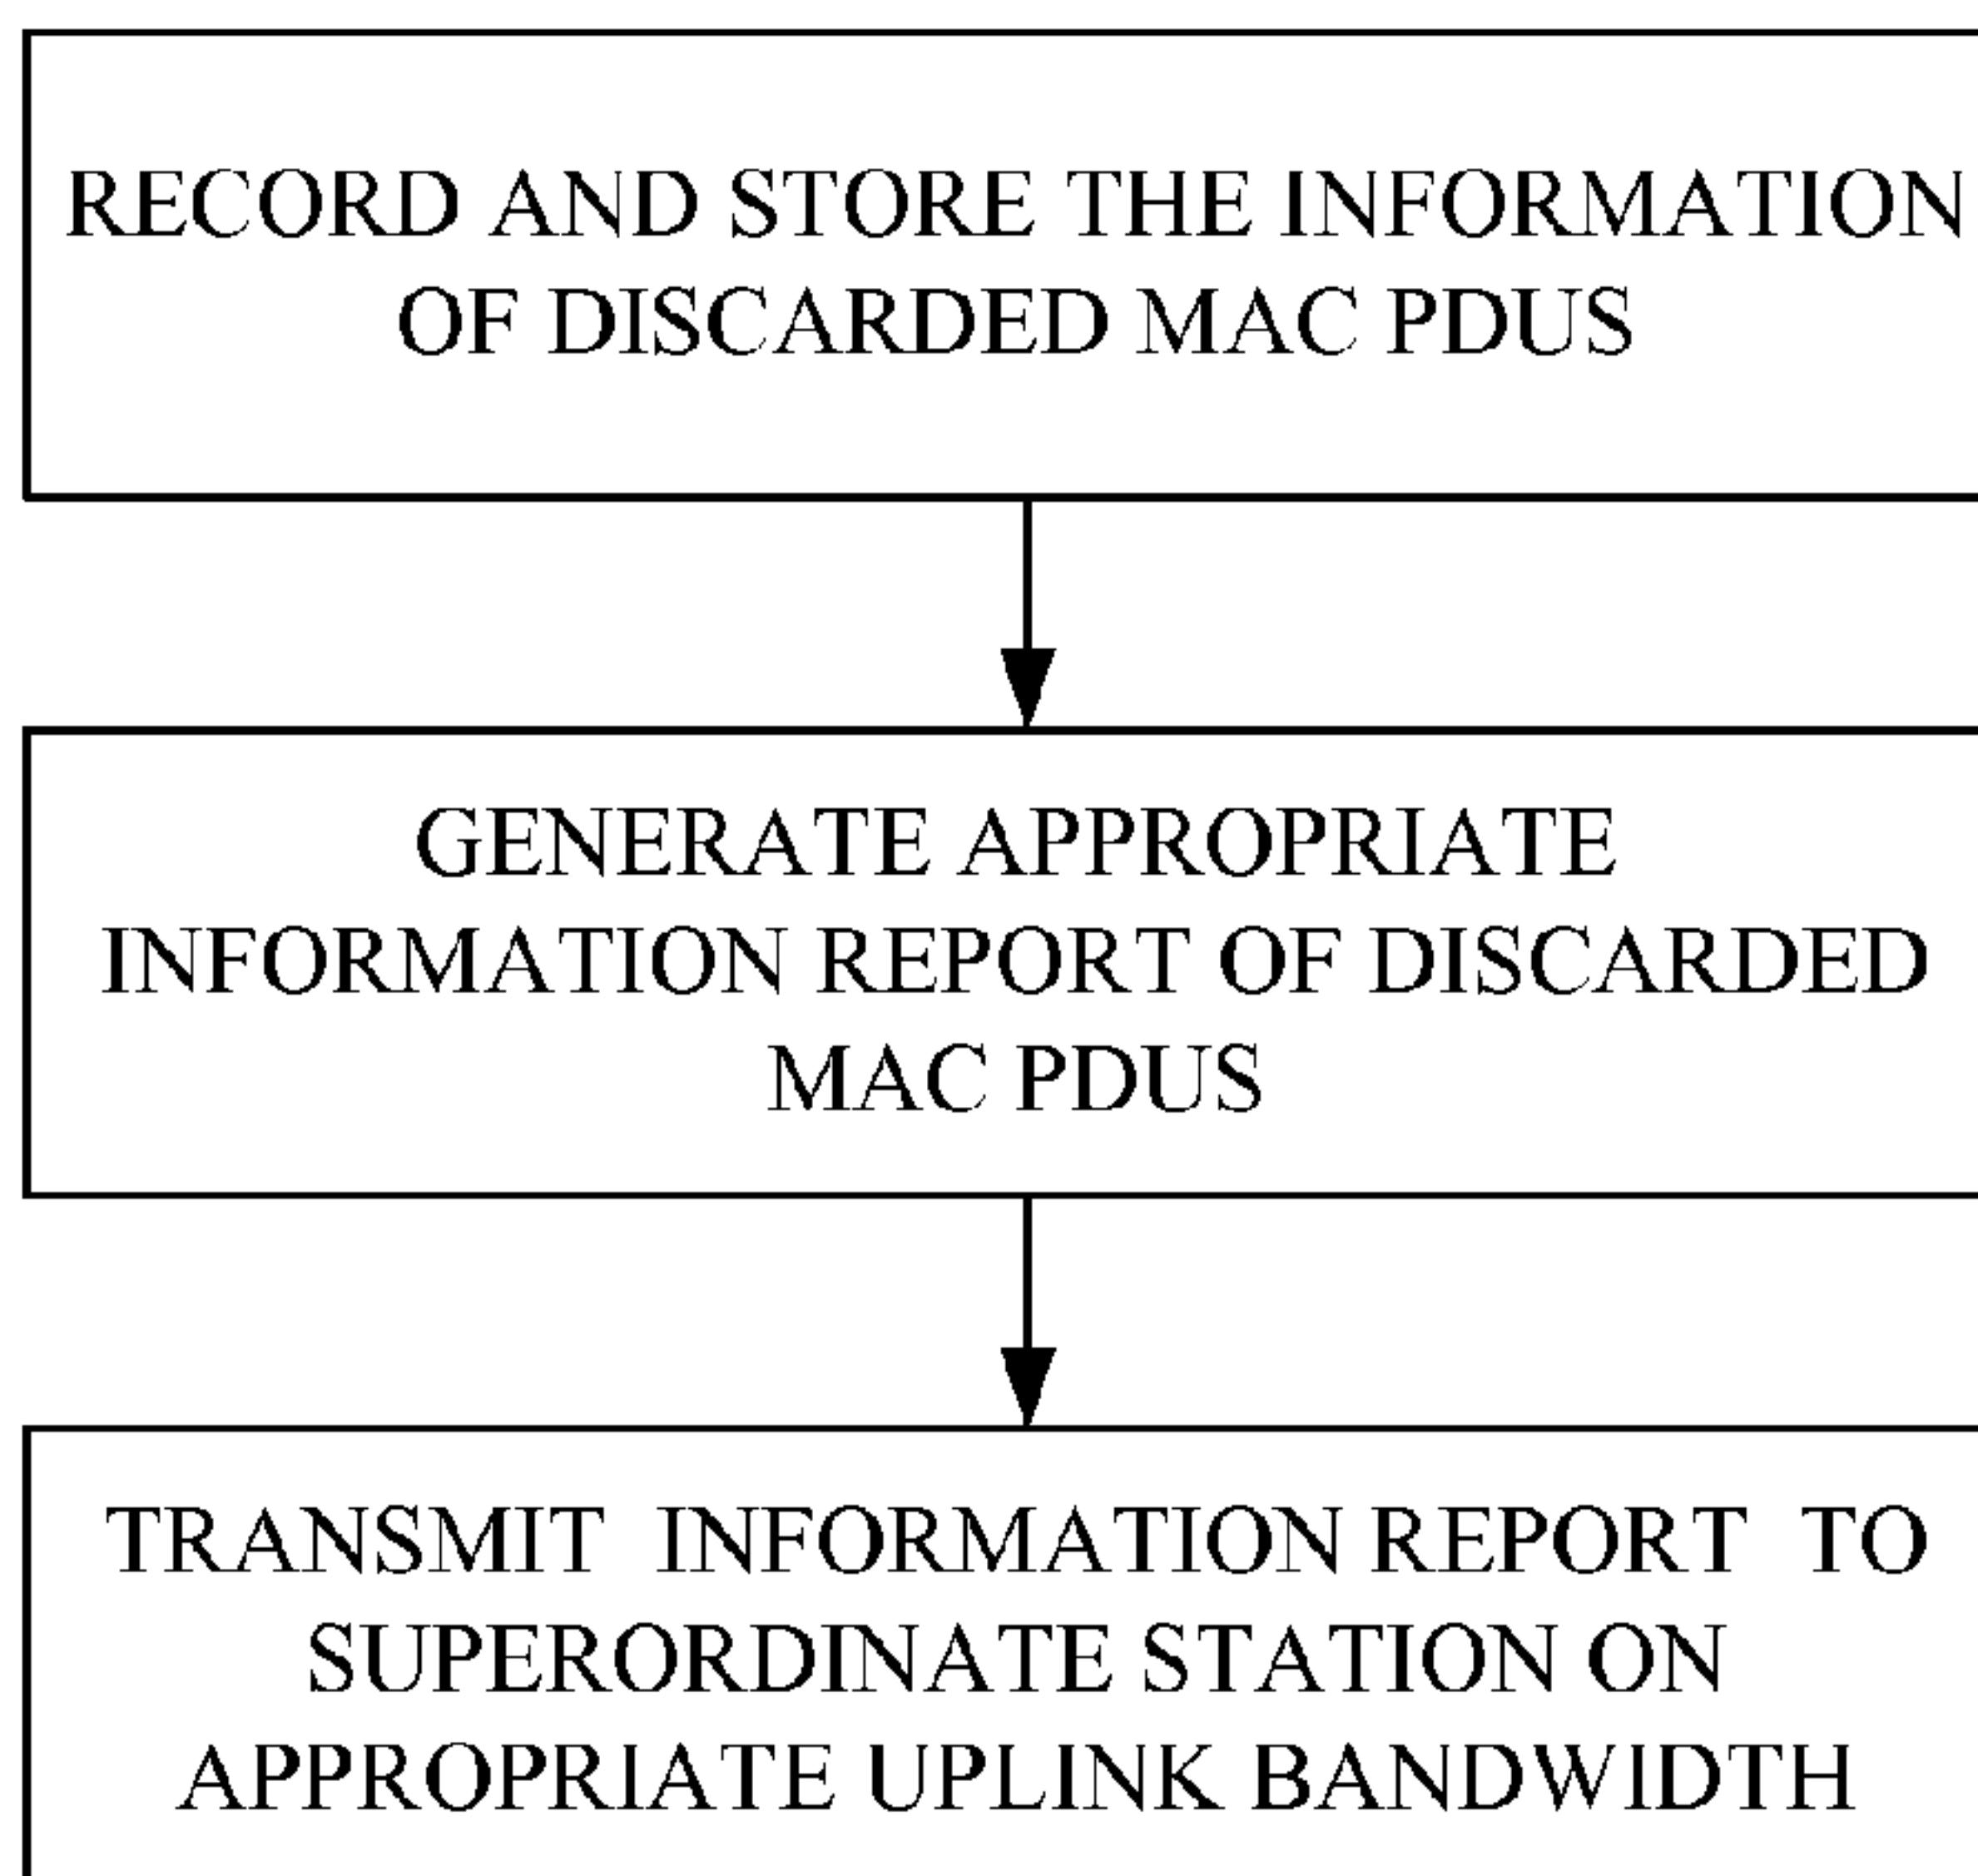 RECORD AND STORE THE INFORMATION
OF DISCARDED MAC PDUS
GENERATE APPROPRIATE
INFORMATION REPORT OF DISCARDED
MAC PDUS
TRANSMIT INFORMATION REPORT TO
SUPERORDINATE STATION ON
APPROPRIATE UPLINK BANDWIDTH